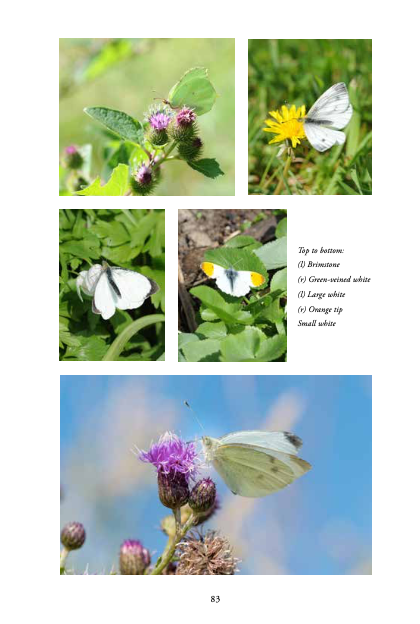 Top to bottom:
(l) Brimstone
(r) Green-veined white
(l) Large white
(r) Orange tip
Small white
83